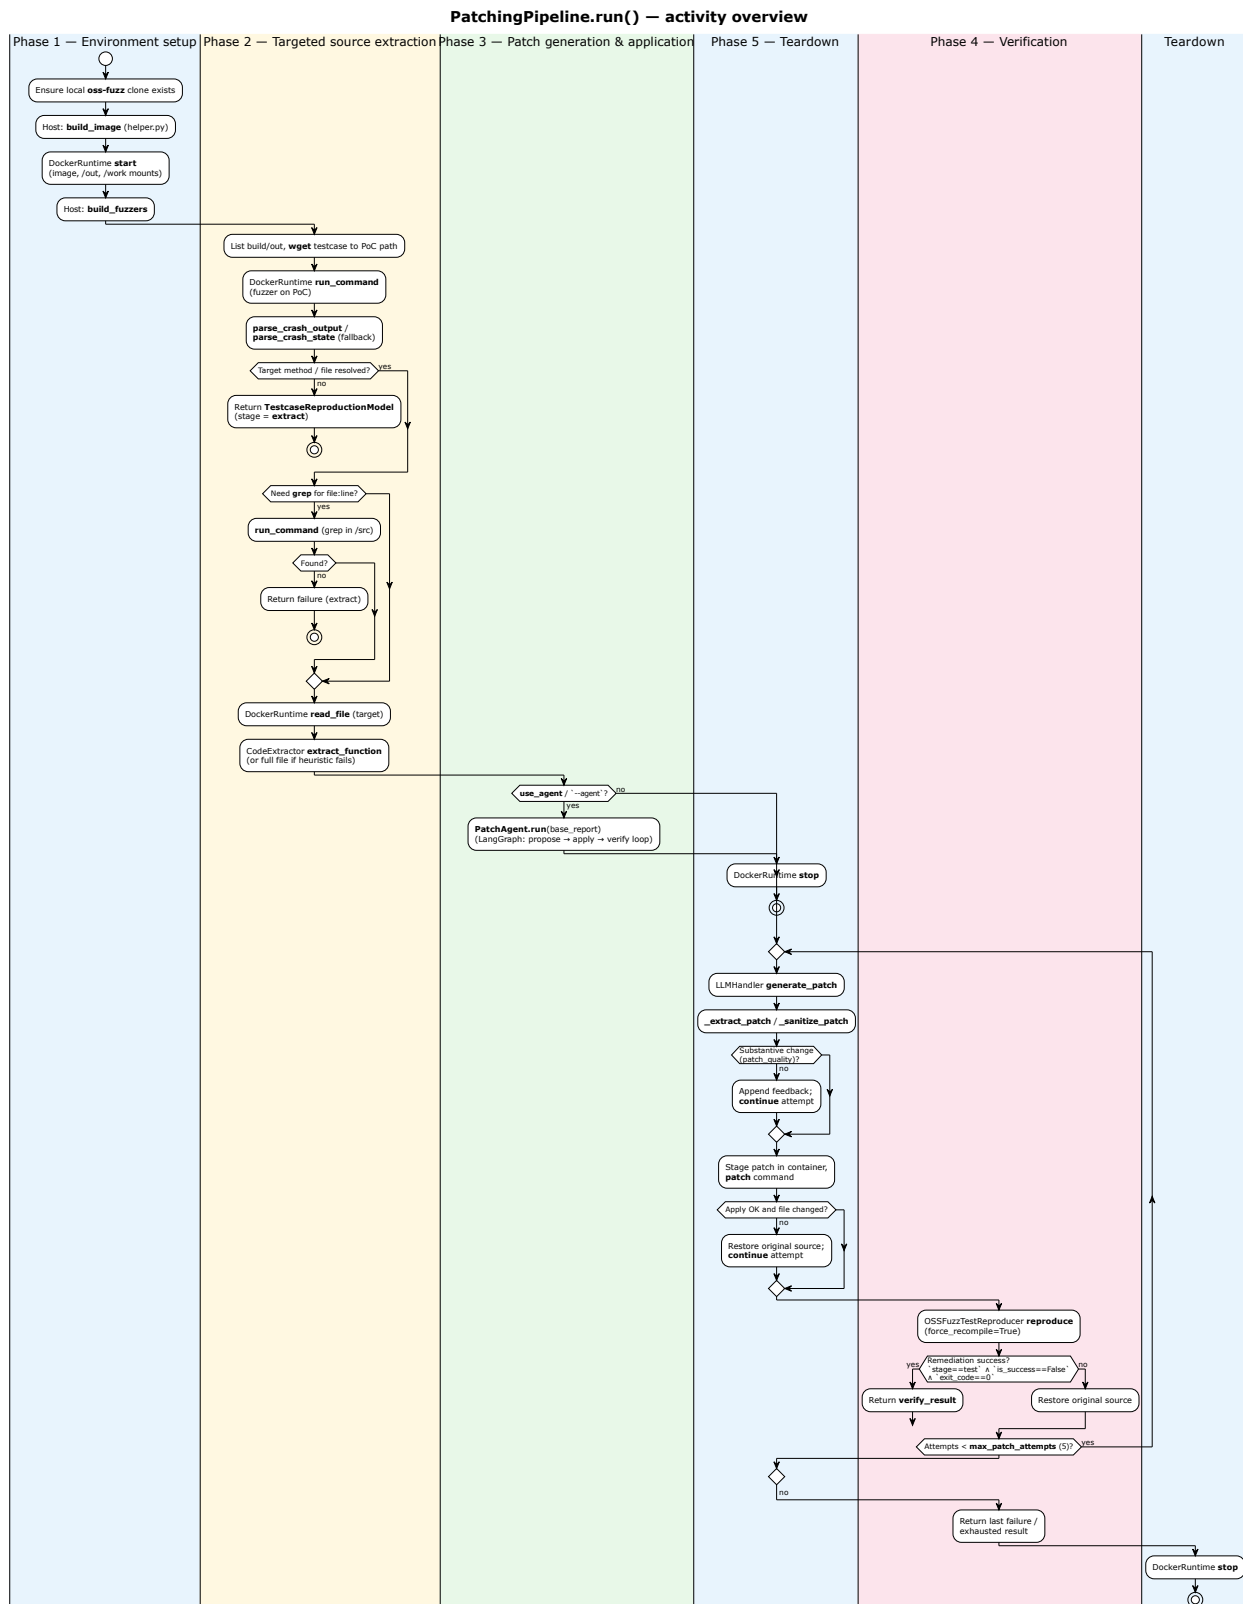 PatchingPipeline.run() — activity overview
Phase 1 — Environment setup
Phase 2 — Targeted source extraction
Phase 3 — Patch generation & application
Phase 5 — Teardown
Phase 4 — Verification
Teardown
Ensure local oss-fuzz clone exists
Host: build_image (helper.py)
DockerRuntime start
(image, /out, /work mounts)
Host: build_fuzzers
List build/out, wget testcase to PoC path
DockerRuntime run_command
(fuzzer on PoC)
parse_crash_output /
parse_crash_state (fallback)
Target method / file resolved?
yes
no
Return TestcaseReproductionModel
(stage = extract)
Need grep for file:line?
yes
run_command (grep in /src)
Found?
no
Return failure (extract)
DockerRuntime read_file (target)
CodeExtractor extract_function
(or full file if heuristic fails)
use_agent / `--agent`?
no
yes
PatchAgent.run(base_report)
(LangGraph: propose → apply → verify loop)
DockerRuntime stop
LLMHandler generate_patch
_extract_patch / _sanitize_patch
Substantive change
(patch_quality)?
no
Append feedback;
continue attempt
Stage patch in container,
patch command
Apply OK and file changed?
no
Restore original source;
continue attempt
OSSFuzzTestReproducer reproduce
(force_recompile=True)
yes
Remediation success?
`stage==test` ∧ `is_success==False`
∧ `exit_code==0`
no
Return verify_result
Restore original source
Attempts < max_patch_attempts (5)?
yes
no
Return last failure /
exhausted result
DockerRuntime stop